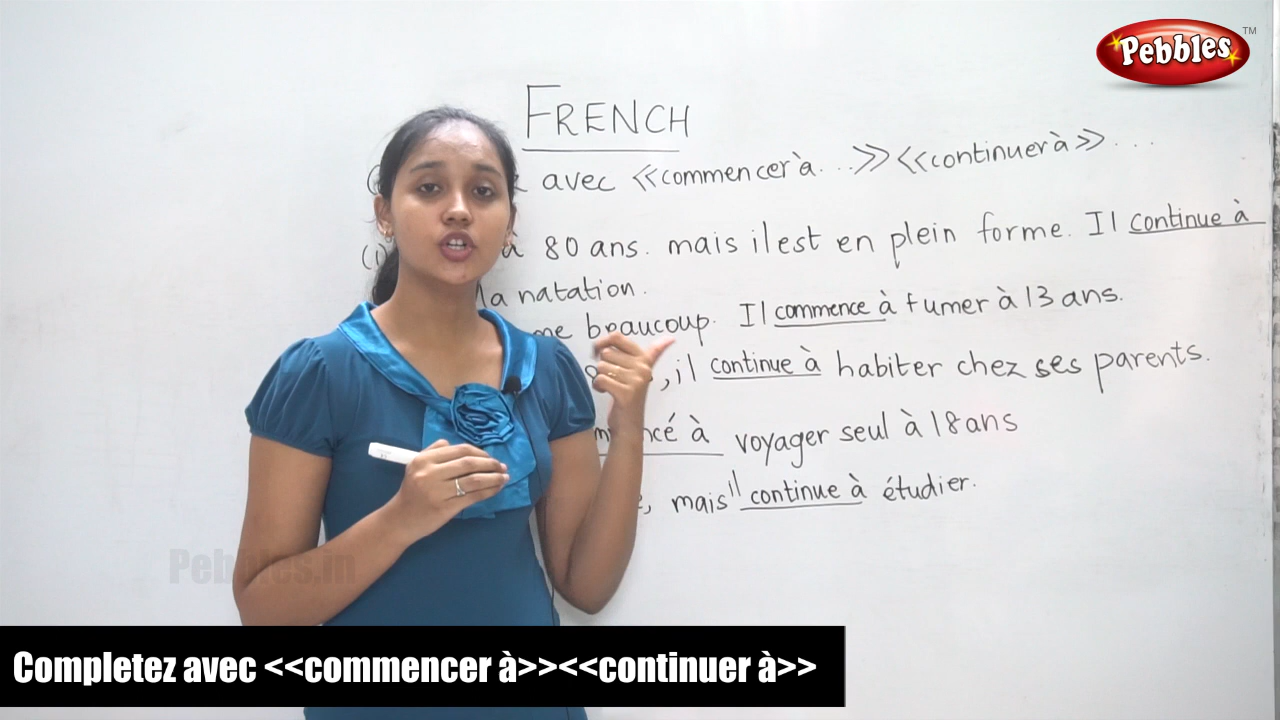 Pebbles TM
FRENCH
avec <<commencer à...>> <<continuer à>>...
à 80 ans. mais il est en plein forme. Il continue à
la natation.
beaucoup. Il commence à fumer à 13 ans.
, il continue à habiter chez ses parents.
à voyager seul à 18 ans
, mais il continue à étudier.
Pebbles.in
Completez avec <<commencer à>><<continuer à>>